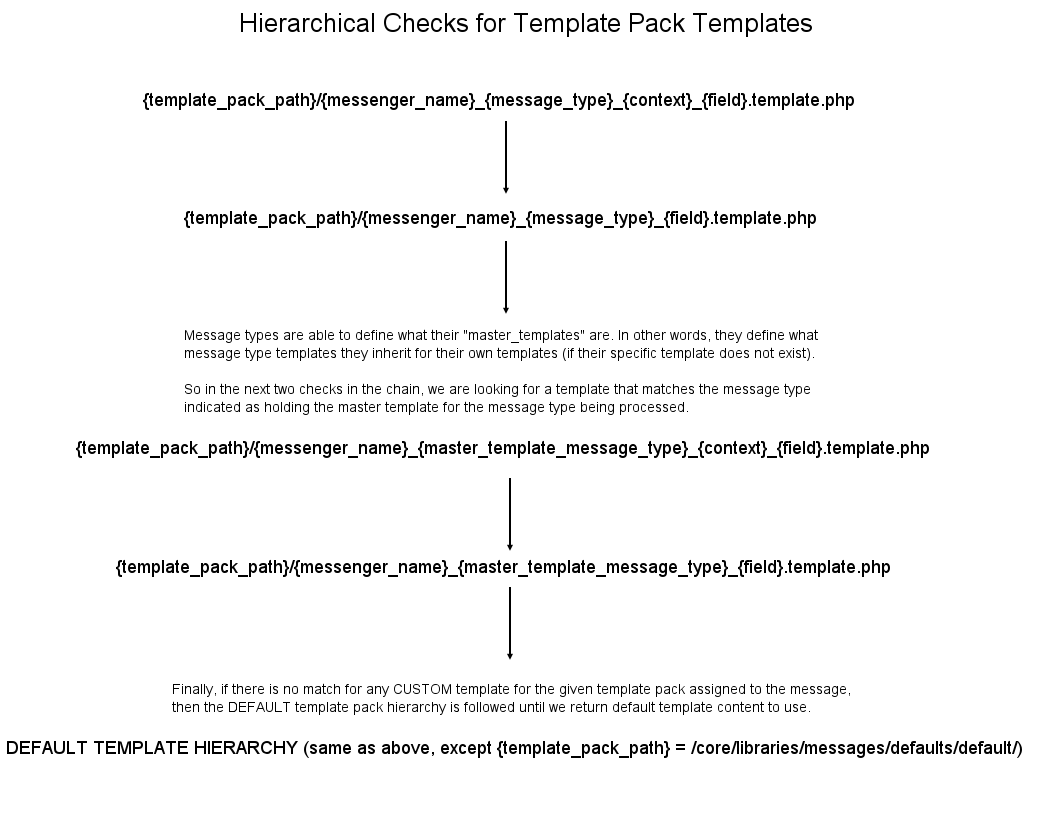 Hierarchical Checks for Template Pack Templates
{template_pack_path}/{messenger_name}_{message_type}_{context}_{field}.template.php
{template_pack_path}/{messenger_name}_{message_type}_{field}.template.php
Message types are able to define what their "master_templates" are. In other words, they define what
message type templates they inherit for their own templates (if their specific template does not exist).
So in the next two checks in the chain, we are looking for a template that matches the message type
indicated as holding the master template for the message type being processed.
{template_pack_path}/{messenger_name}_{master_template_message_type}_{context}_{field}.template.php
{template_pack_path}/{messenger_name}_{master_template_message_type}_{field}.template.php
Finally, if there is no match for any CUSTOM template for the given template pack assigned to the message,
then the DEFAULT template pack hierarchy is followed until we return default template content to use.
DEFAULT TEMPLATE HIERARCHY (same as above, except {template_pack_path} = /core/libraries/messages/defaults/default/)